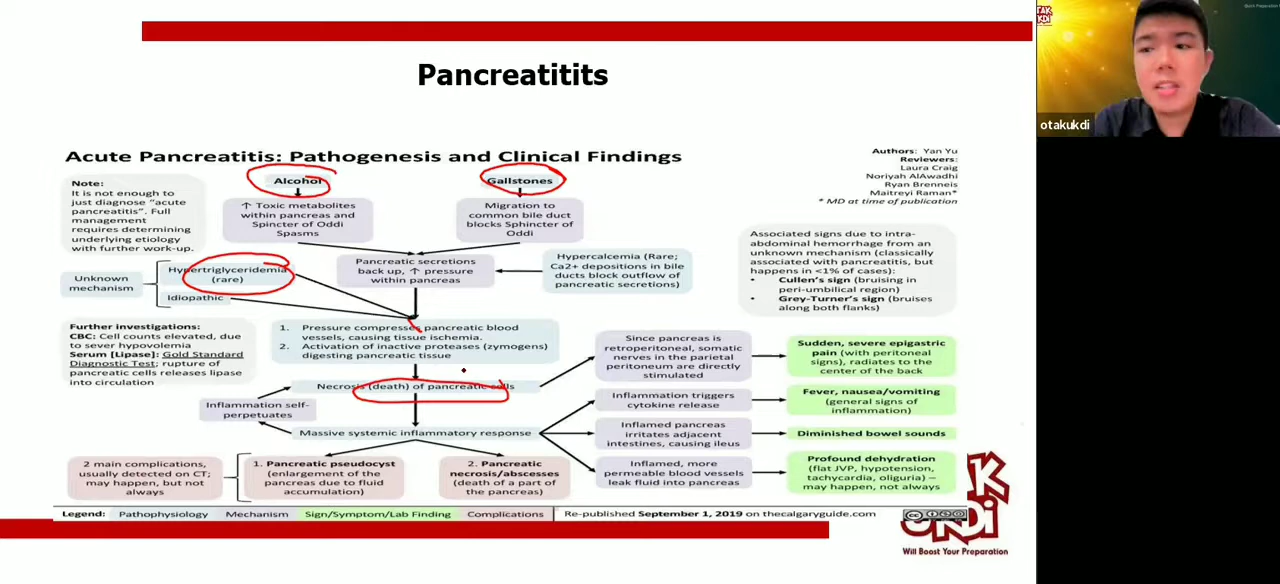 Pancreatitits
Acute Pancreatitis: Pathogenesis and Clinical Findings
Authors: Yan Yu
Reviewers:
Laura Craig
Noriyah AlAwadhi
Ryan Brenneis
Maitreyi Raman*
* MD at time of publication
Note:
It is not enough to
just diagnose “acute
pancreatitis”. Full
management
requires determining
underlying etiology
with further work-up.
Alcohol
Gallstones
↑ Toxic metabolites
within pancreas and
Spincter of Oddi
Spasms
Migration to
common bile duct
blocks Sphincter of
Oddi
Unknown
mechanism
Hypertriglyceridemia
(rare)
Idiopathic
Pancreatic secretions
back up, ↑ pressure
within pancreas
Hypercalcemia (Rare;
Ca2+ depositions in bile
ducts block outflow of
pancreatic secretions)
Associated signs due to intra-
abdominal hemorrhage from an
unknown mechanism (classically
associated with pancreatitis, but
happens in <1% of cases):
• Cullen’s sign (bruising in
peri-umbilical region)
• Grey-Turner’s sign (bruises
along both flanks)
Further investigations:
CBC: Cell counts elevated, due
to sever hypovolemia
Serum [Lipase]: Gold Standard
Diagnostic Test; rupture of
pancreatic cells releases lipase
into circulation
1. Pressure compresses pancreatic blood
vessels, causing tissue ischemia.
2. Activation of inactive proteases (zymogens)
digesting pancreatic tissue
Necrosis (death) of pancreatic cells
Inflammation self-
perpetuates
Massive systemic inflammatory response
Since pancreas is
retroperitoneal, somatic
nerves in the parietal
peritoneum are directly
stimulated
Sudden, severe epigastric
pain (with peritoneal
signs), radiates to the
center of the back
Inflammation triggers
cytokine release
Fever, nausea/vomiting
(general signs of
inflammation)
Inflamed pancreas
irritates adjacent
intestines, causing ileus
Diminished bowel sounds
Inflamed, more
permeable blood vessels
leak fluid into pancreas
Profound dehydration
(flat JVP, hypotension,
tachycardia, oliguria) –
may happen, not always
2 main complications,
usually detected on CT;
may happen, but not
always
1. Pancreatic pseudocyst
(enlargement of the
pancreas due to fluid
accumulation)
2. Pancreatic
necrosis/abscesses
(death of a part of
the pancreas)
Legend: Pathophysiology Mechanism Sign/Symptom/Lab Finding Complications Re-published September 1, 2019 on thecalgaryguide.com
Will Boost Your Preparation
otakukdi